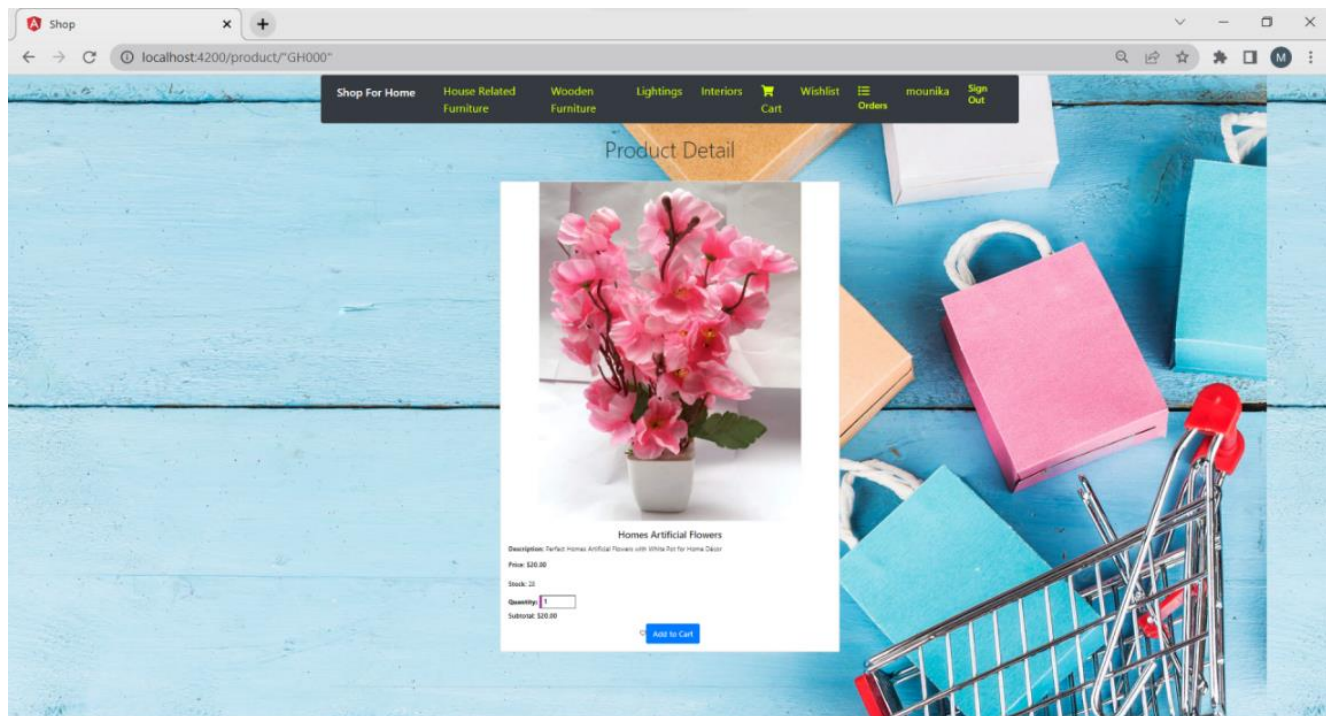 Shop
localhost:4200/product/"GH000"
M
Shop For Home House Related Furniture Wooden Furniture Lightings Interiors Cart Wishlist Orders mounika Sign Out
Product Detail
Homes Artificial Flowers
Description: Perfect Homes Artificial Flowers with White Pot for Home Décor
Price: $20.00
Stock: 28
Quantity: 1
Subtotal: $20.00
Add to Cart